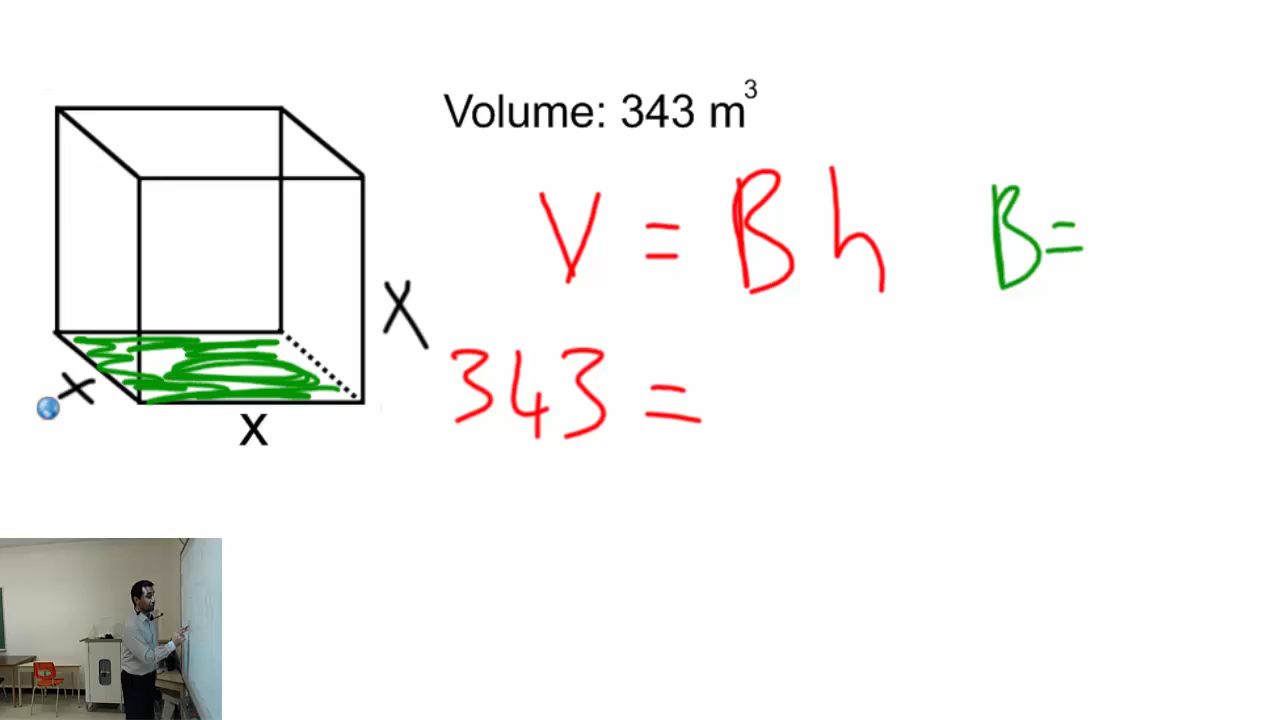 Volume: 343 m³
V = Bh
B=
X
343 =
x
x